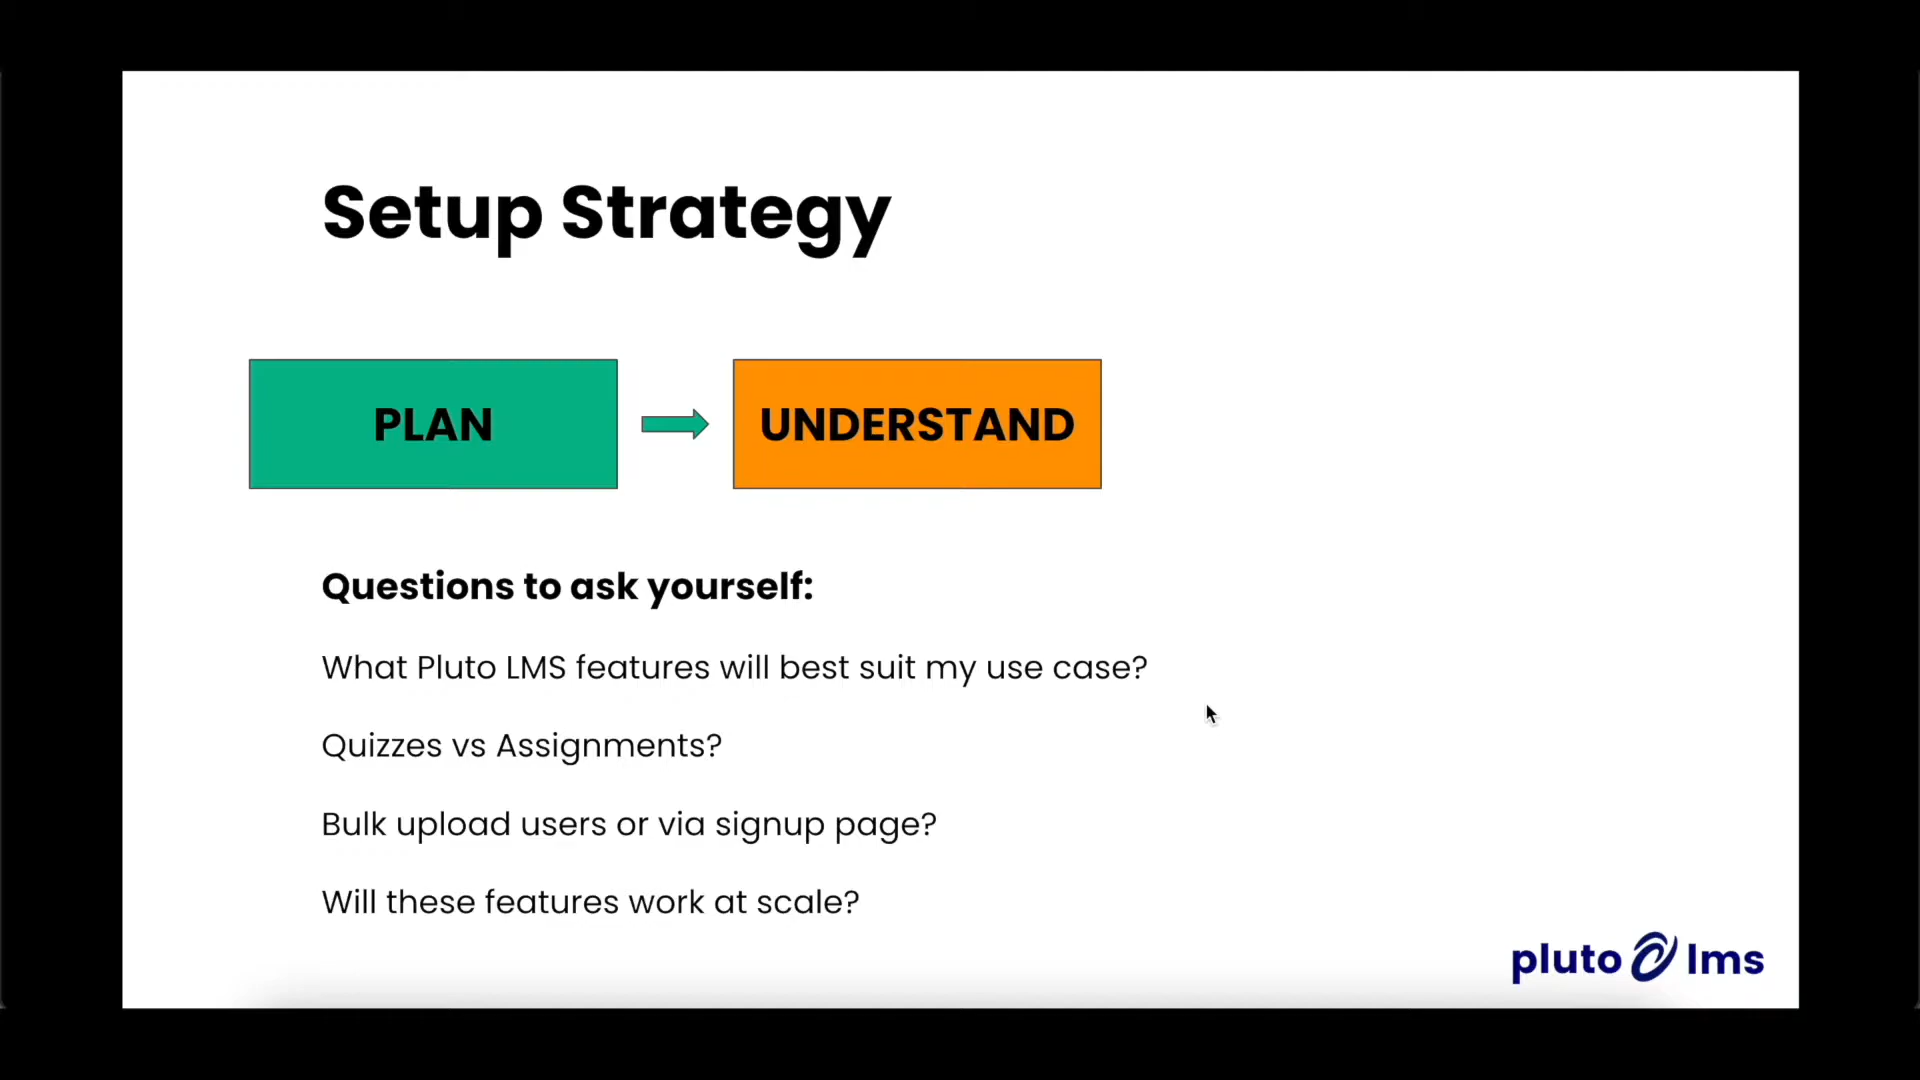 Setup Strategy
PLAN
UNDERSTAND
Questions to ask yourself:
What Pluto LMS features will best suit my use case?
Quizzes vs Assignments?
Bulk upload users or via signup page?
Will these features work at scale?
pluto lms